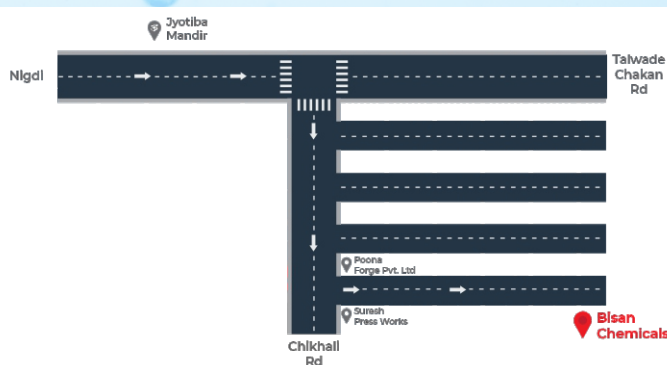 Jyotiba
Mandir
Nigdi
Talwade
Chakan
Rd
Poona
Forge Pvt. Ltd
Suresh
Press Works
Bisan
Chemicals
Chikhali
Rd